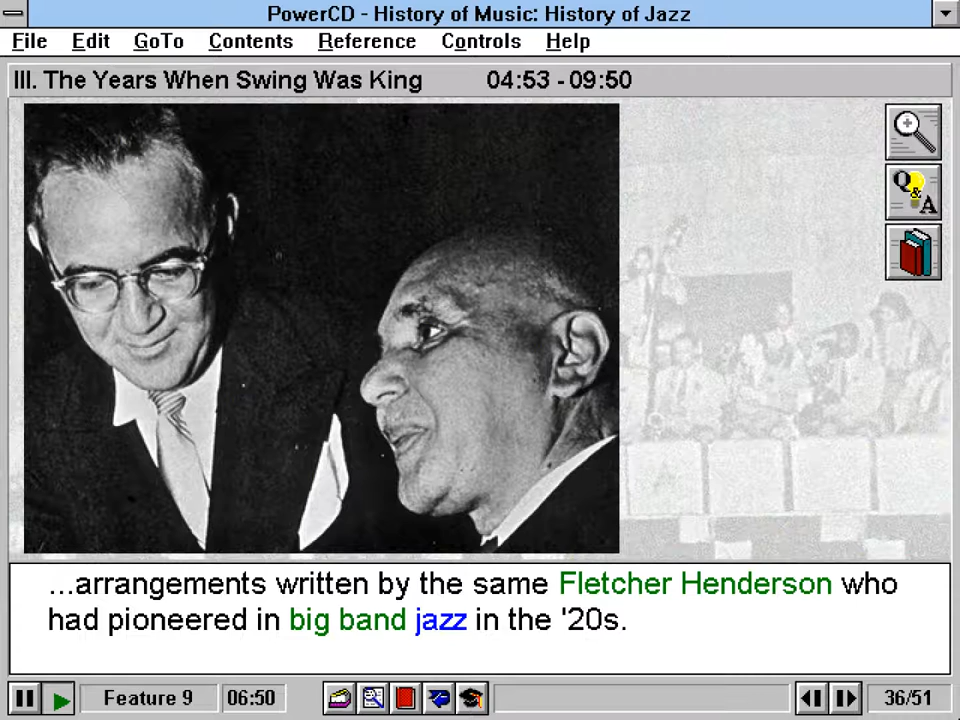 PowerCD - History of Music: History of Jazz
File Edit GoTo Contents Reference Controls Help
III. The Years When Swing Was King 04:53 - 09:50
Q & A
...arrangements written by the same Fletcher Henderson who
had pioneered in big band jazz in the '20s.
Feature 9 06:50 36/51